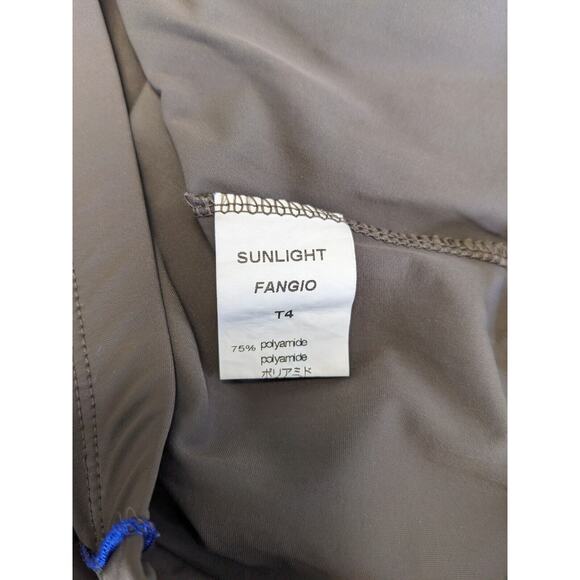 SUNLIGHT
FANGIO
T4
75% polyamide
polyamide
ポリアミド